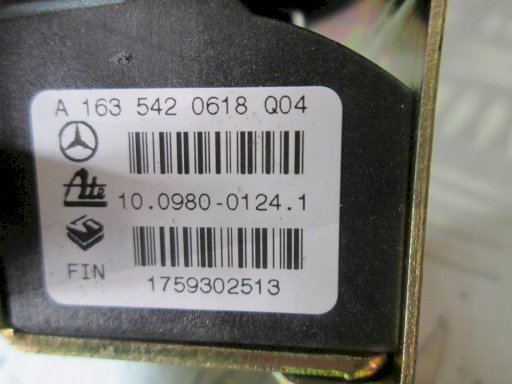 A 163 542 0618 Q04
Ate
10.0980-0124.1
FIN
1759302513